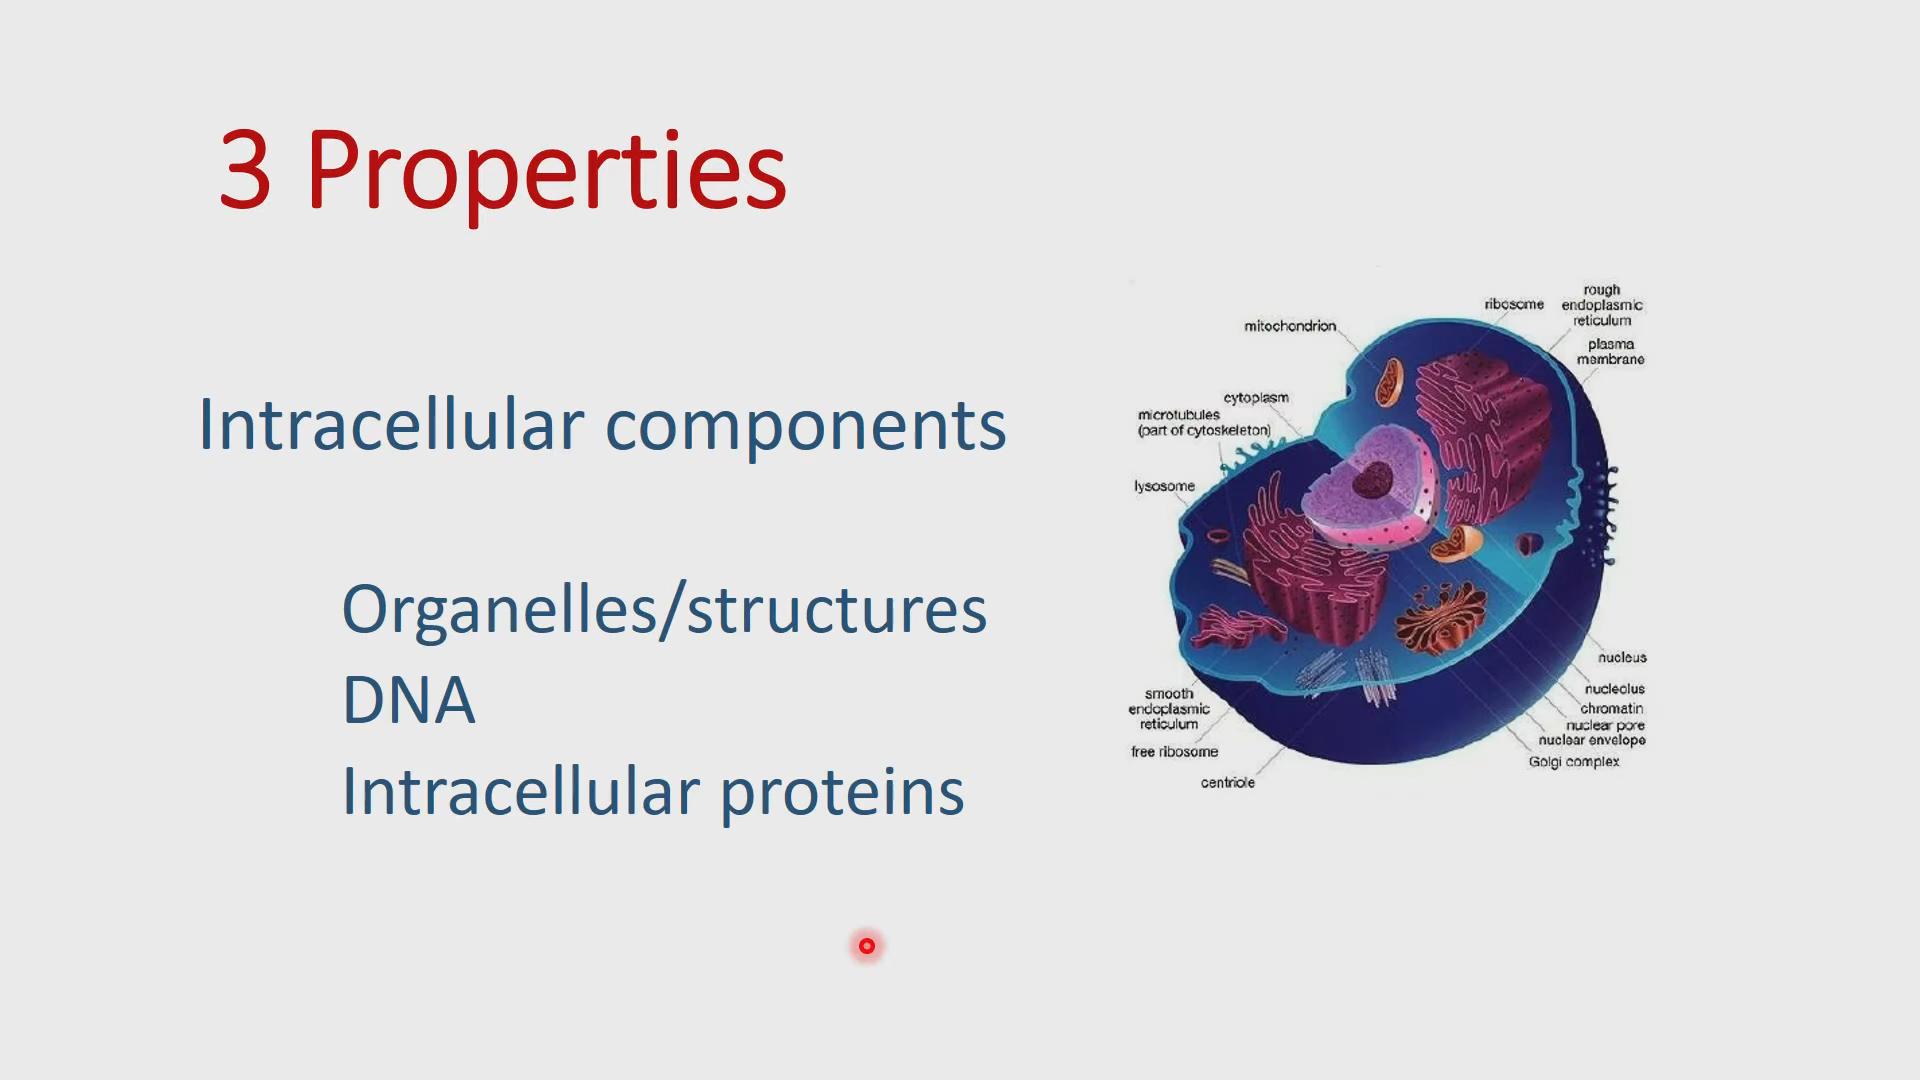 3 Properties
Intracellular components
Organelles/structures
DNA
Intracellular proteins
ribosome
rough
endoplasmic
reticulum
mitochondrion
plasma
membrane
cytoplasm
microtubules
(part of cytoskeleton)
lysosome
nucleus
nucleolus
chromatin
nuclear pore
nuclear envelope
Golgi complex
smooth
endoplasmic
reticulum
free ribosome
centriole